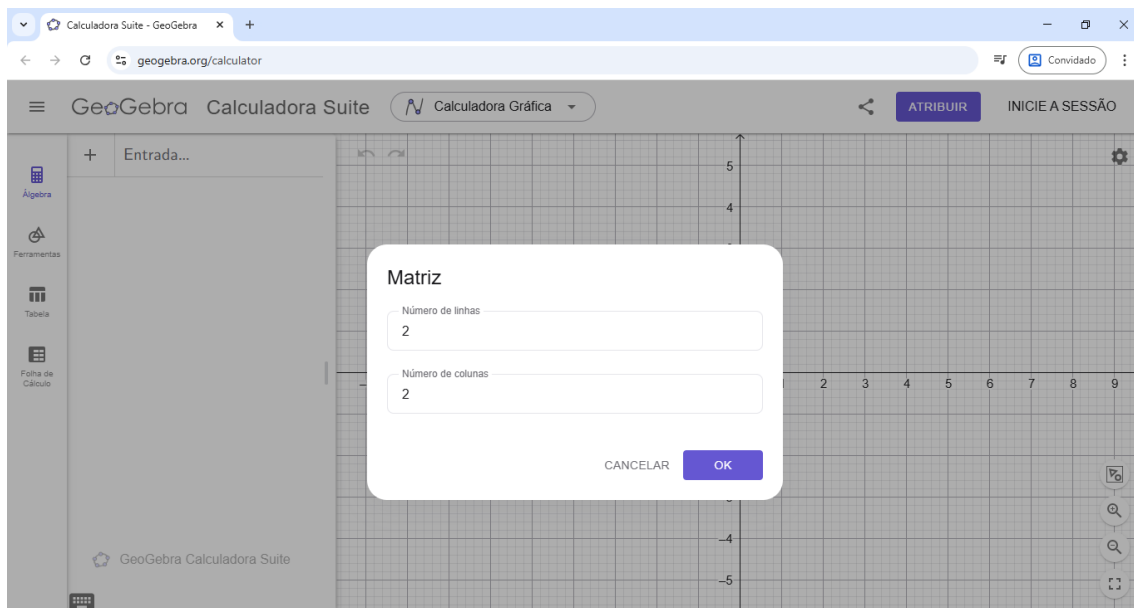 Calculadora Suite - GeoGebra
geogebra.org/calculator
Convidado
GeoGebra Calculadora Suite
Calculadora Gráfica
ATRIBUIR
INICIE A SESSÃO
Álgebra
Ferramentas
Tabela
Folha de
Cálculo
Entrada...
GeoGebra Calculadora Suite
5
4
Matriz
Número de linhas
2
Número de colunas
2
CANCELAR
OK
2 3 4 5 6 7 8 9
–4
–5